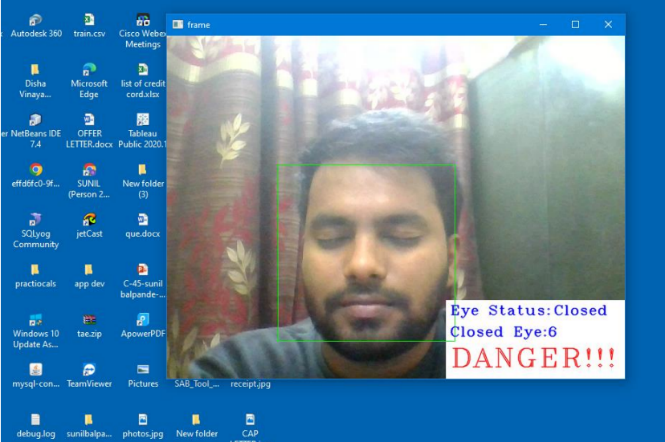 frame
Autodesk 360
train.csv
Cisco Webex
Meetings
Disha
Vinaya...
Microsoft
Edge
list of credit
cord.xlsx
er NetBeans IDE
7.4
OFFER
LETTER.docx
Tableau
Public 2020.1
effd6fc0-9f...
SUNIL
(Person 2...
New folder
(3)
SQLyog
Community
jetCast
que.docx
practiocals
app dev
C-45-sunil
balpande-...
Windows 10
Update As...
tae.zip
ApowerPDF
mysql-con...
TeamViewer
Pictures
SAB_Tool_...
receipt.jpg
debug.log
sunilbalpa...
photos.jpg
New folder
CAP
Eye Status:Closed
Closed Eye:6
DANGER!!!